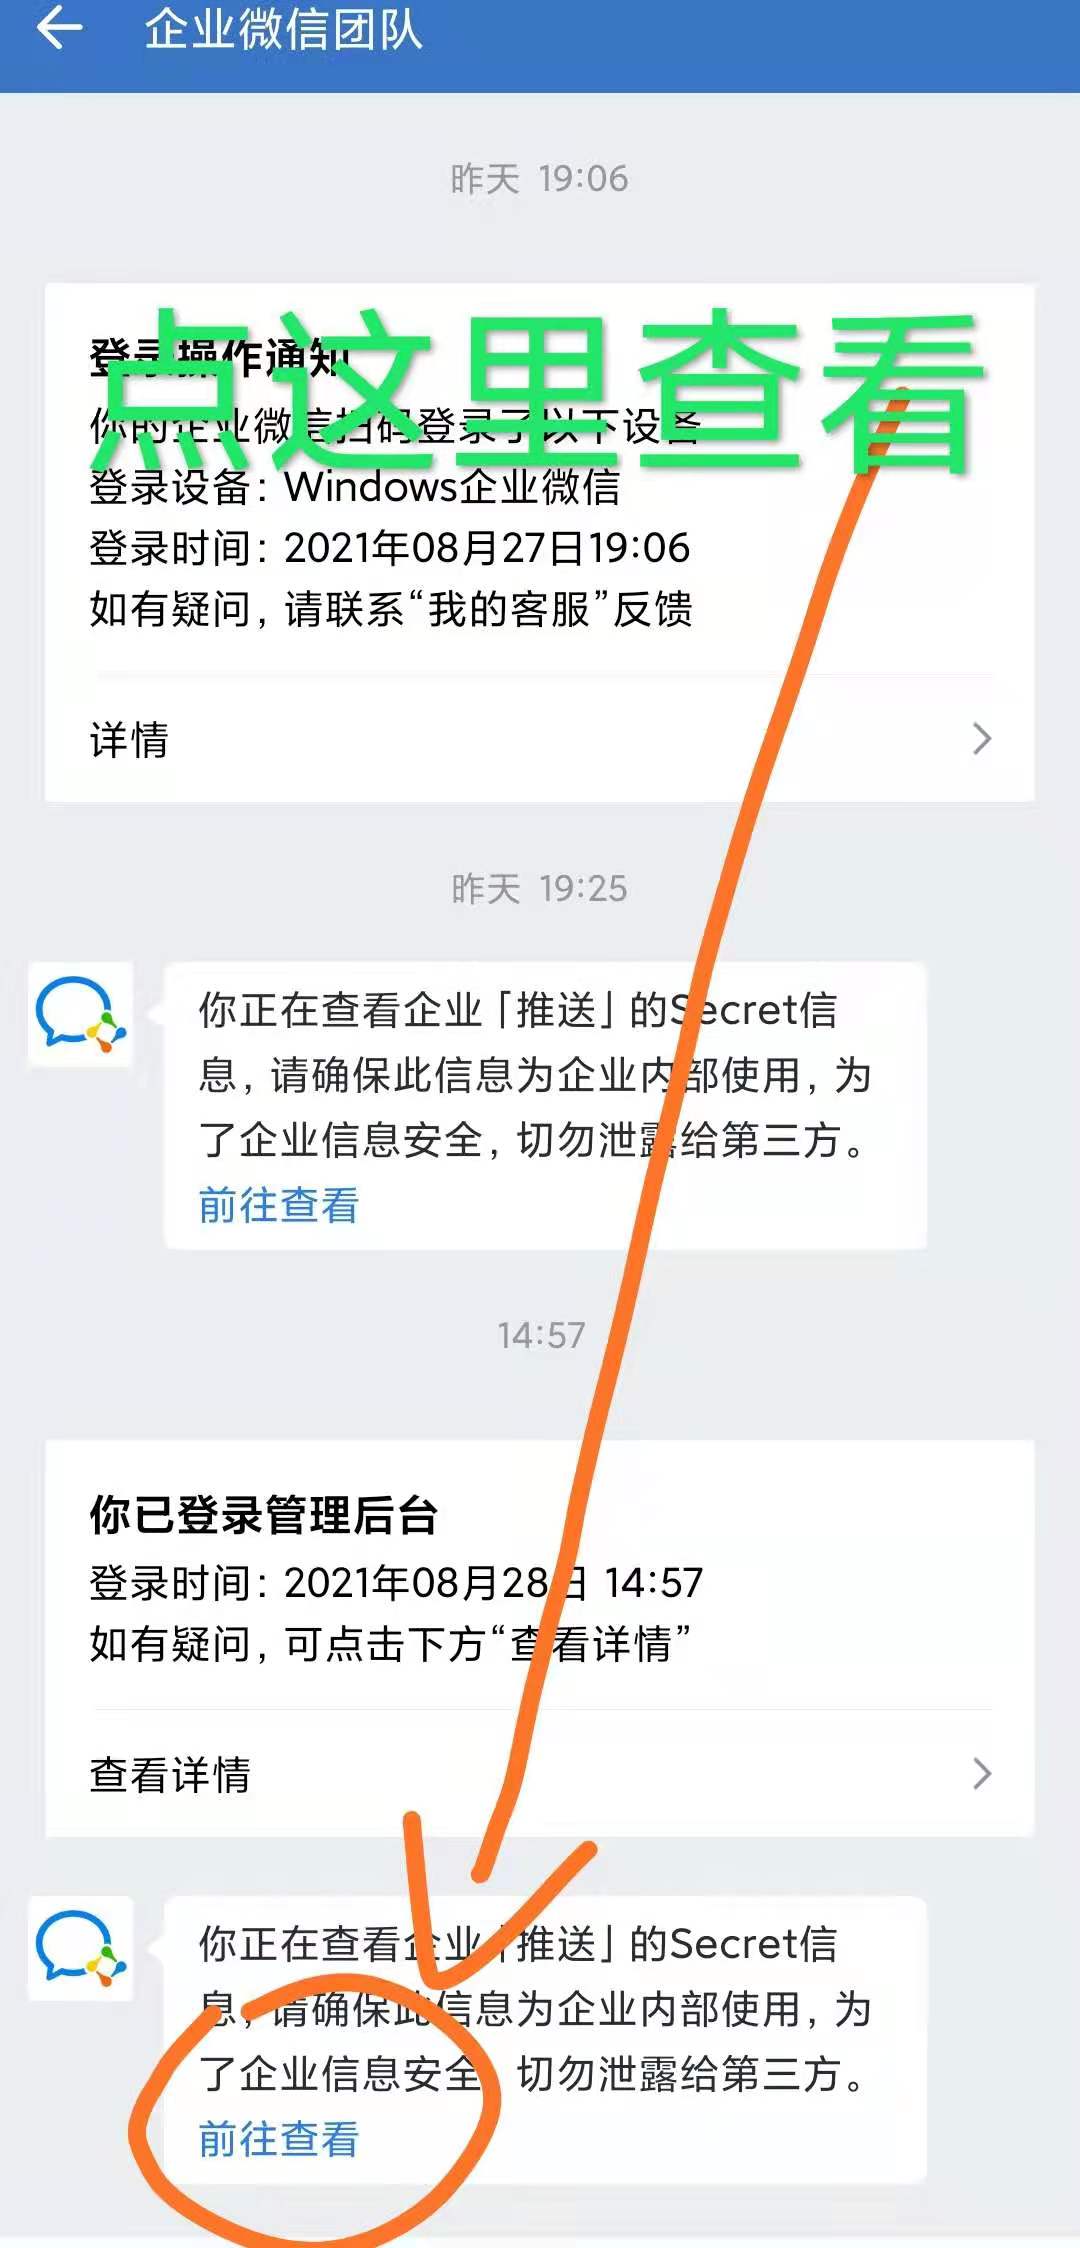 企业微信团队
昨天 19:06
点这里查看
登录操作通知
你的企业微信扫码登录了以下设备
登录设备：Windows企业微信
登录时间：2021年08月27日19:06
如有疑问，请联系“我的客服”反馈
详情
昨天 19:25
你正在查看企业「推送」的Secret信
息，请确保此信息为企业内部使用，为
了企业信息安全，切勿泄露给第三方。
前往查看
14:57
你已登录管理后台
登录时间：2021年08月28日 14:57
如有疑问，可点击下方“查看详情”
查看详情
你正在查看企业「推送」的Secret信
息，请确保此信息为企业内部使用，为
了企业信息安全，切勿泄露给第三方。
前往查看